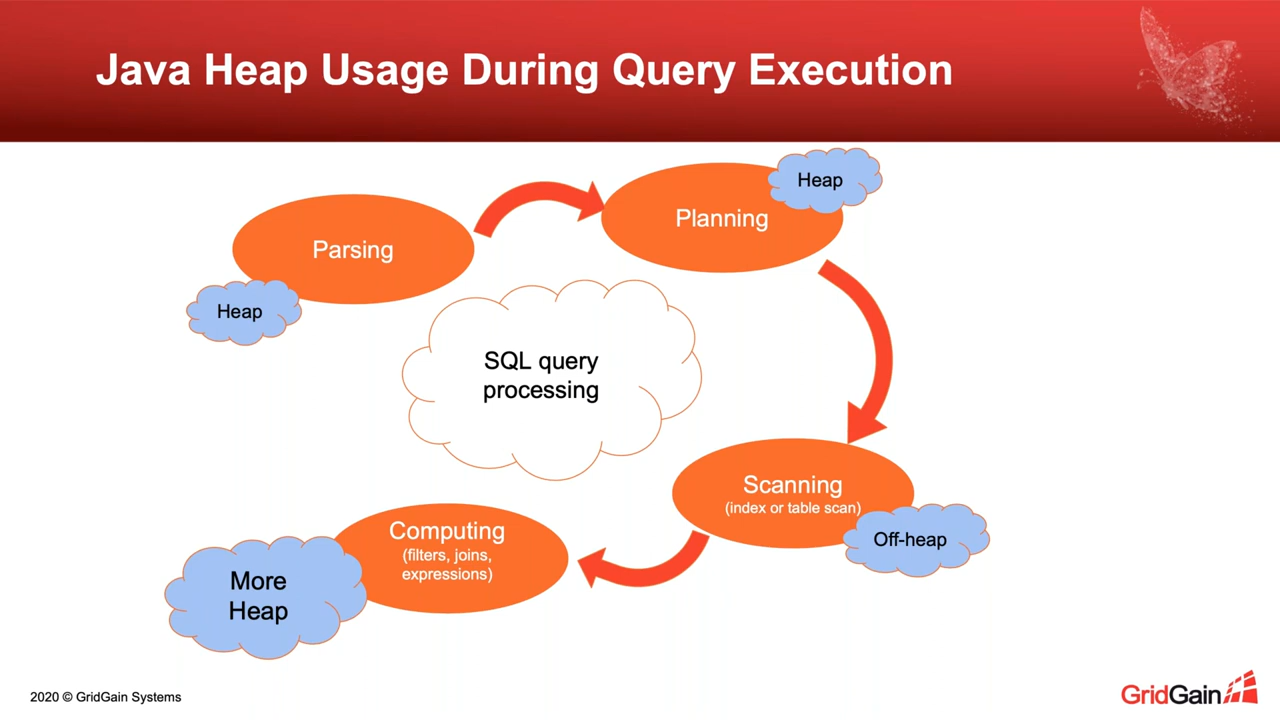 Java Heap Usage During Query Execution
Heap
Planning
Parsing
Heap
SQL query
processing
Scanning
(index or table scan)
Off-heap
Computing
(filters, joins,
expressions)
More
Heap
2020 © GridGain Systems
GridGain